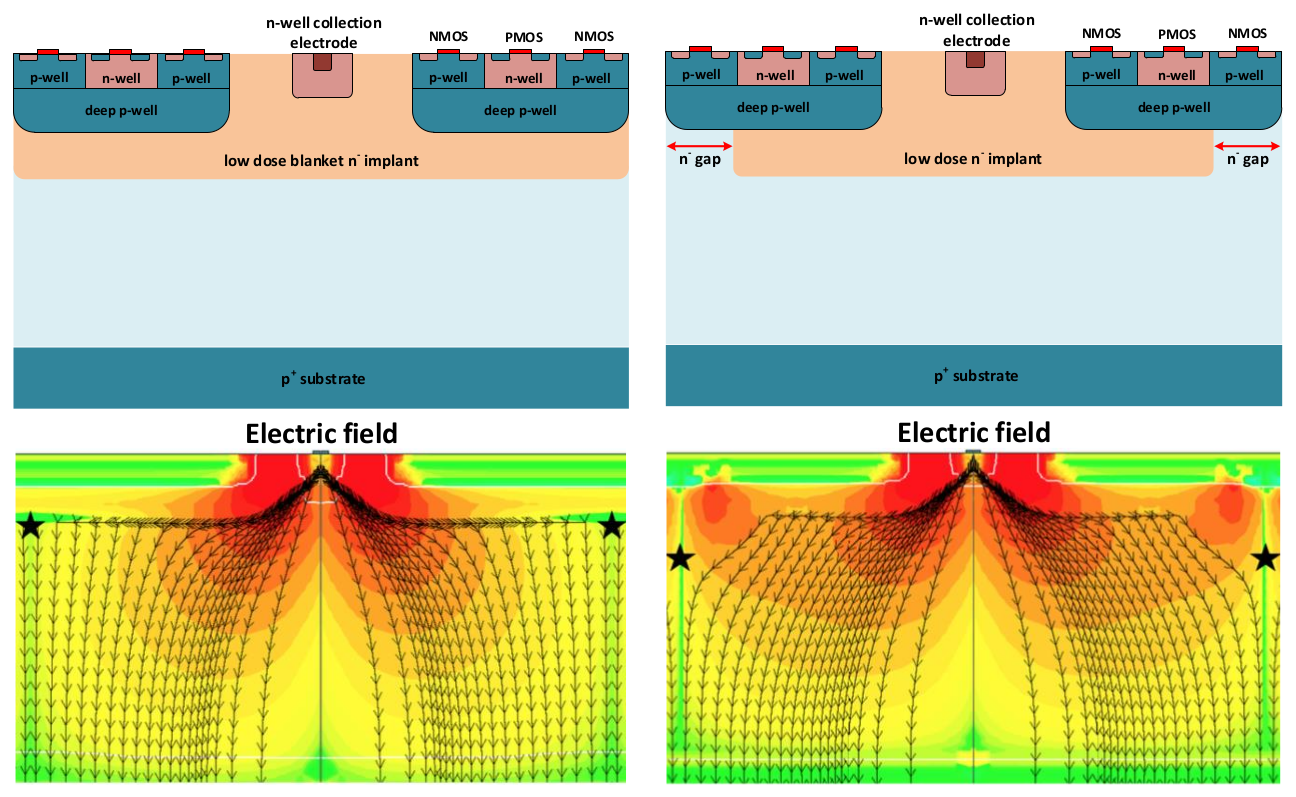 n-well collection
electrode
NMOS PMOS NMOS
p-well n-well p-well p-well n-well p-well
deep p-well deep p-well
low dose blanket n⁻ implant
p⁺ substrate
Electric field
n-well collection
electrode
NMOS PMOS NMOS
p-well n-well p-well p-well n-well p-well
deep p-well deep p-well
n⁻ gap low dose n⁻ implant n⁻ gap
p⁺ substrate
Electric field